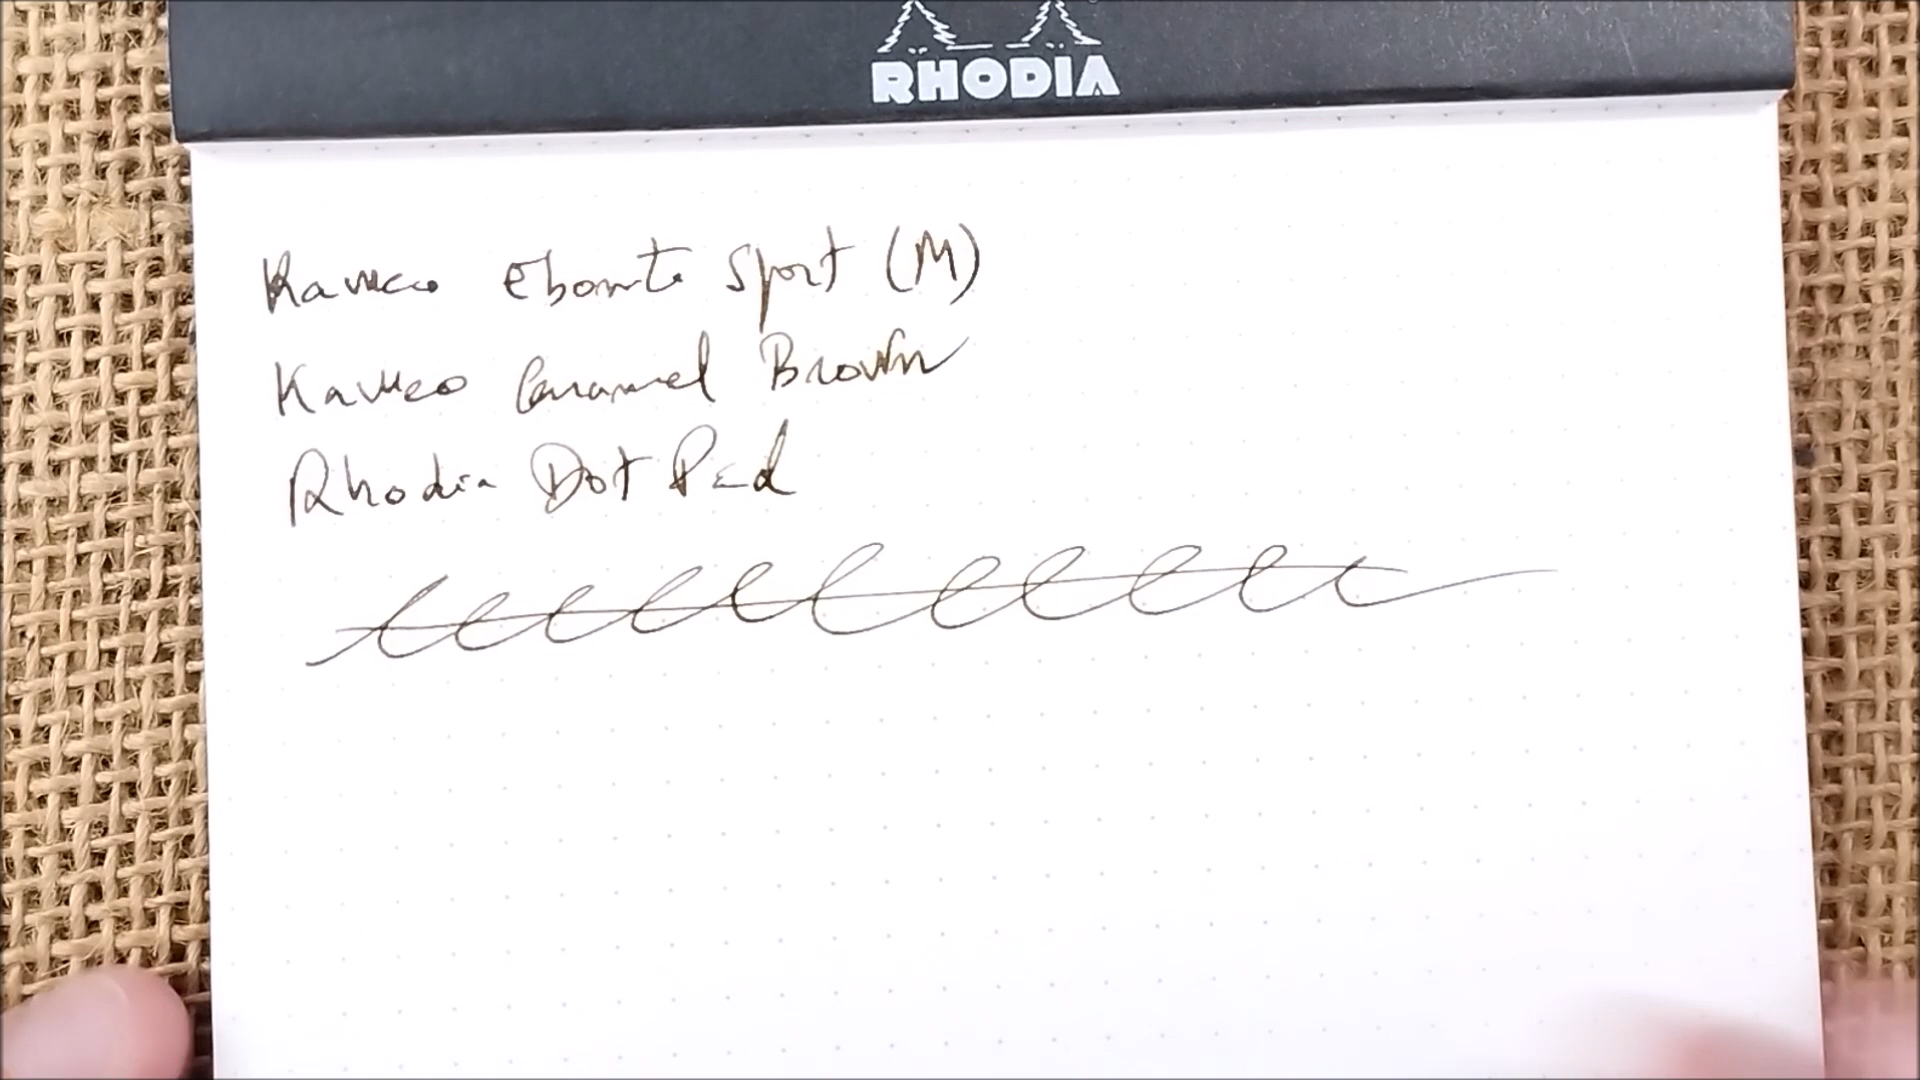 RHODIA
Kaweco Ebonite Sport (M)
Kaweco Caramel Brown
Rhodia Dot Pad